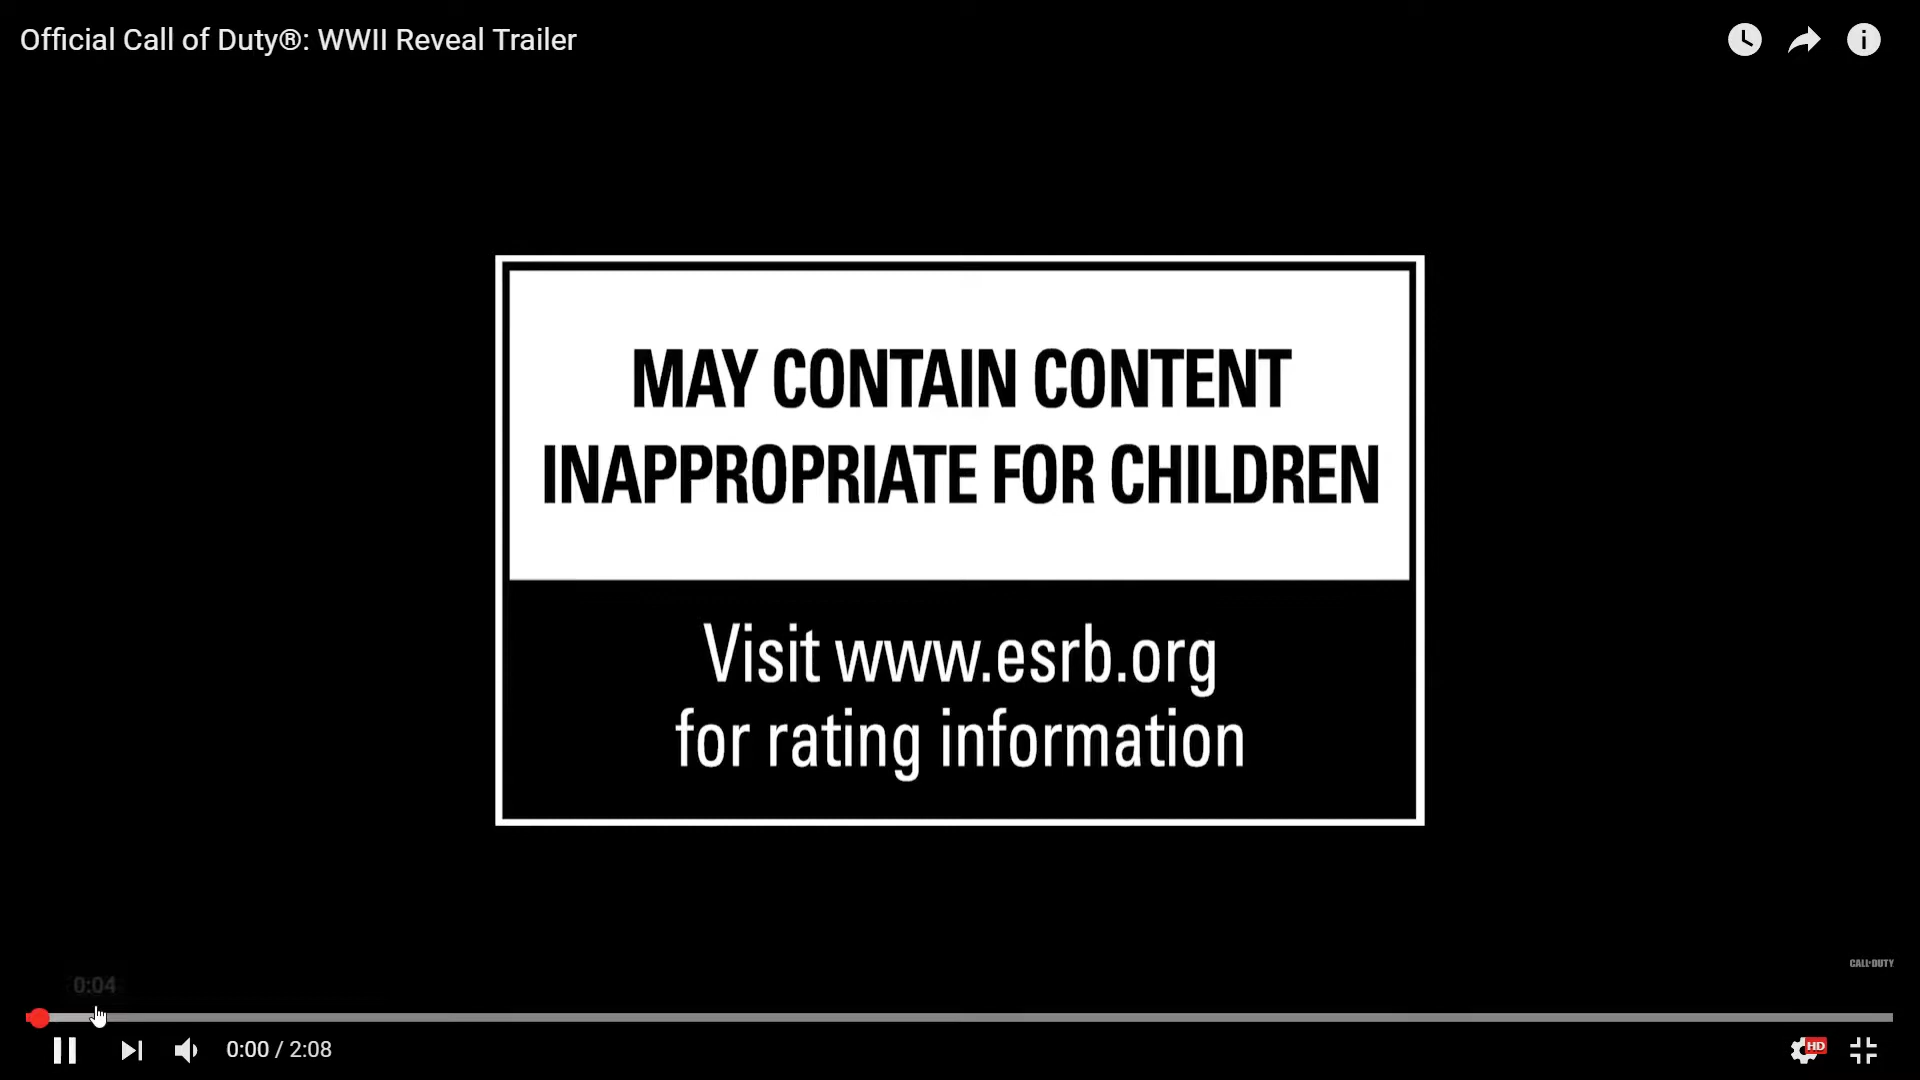 Official Call of Duty®: WWII Reveal Trailer
MAY CONTAIN CONTENT
INAPPROPRIATE FOR CHILDREN
Visit www.esrb.org
for rating information
CALL·DUTY
0:04
0:00 / 2:08
HD